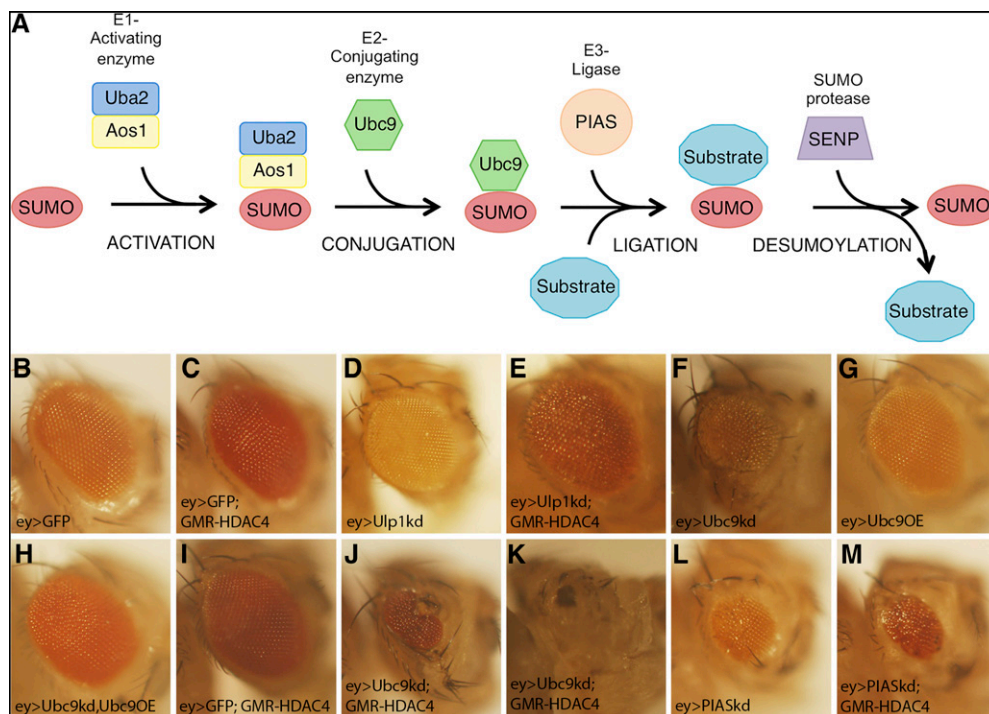 A
E1-
Activating
enzyme
Uba2
Aos1
SUMO
ACTIVATION
Uba2
Aos1
SUMO
E2-
Conjugating
enzyme
Ubc9
CONJUGATION
Ubc9
SUMO
E3-
Ligase
PIAS
Substrate
LIGATION
Substrate
SUMO
SUMO
protease
SENP
DESUMOYLATION
SUMO
Substrate
B
ey>GFP
C
ey>GFP;
GMR-HDAC4
D
ey>Ulp1kd
E
ey>Ulp1kd;
GMR-HDAC4
F
ey>Ubc9kd
G
ey>Ubc9OE
H
ey>Ubc9kd,Ubc9OE
I
ey>GFP; GMR-HDAC4
J
ey>Ubc9kd;
GMR-HDAC4
K
ey>Ubc9kd;
GMR-HDAC4
L
ey>PIASkd
M
ey>PIASkd;
GMR-HDAC4